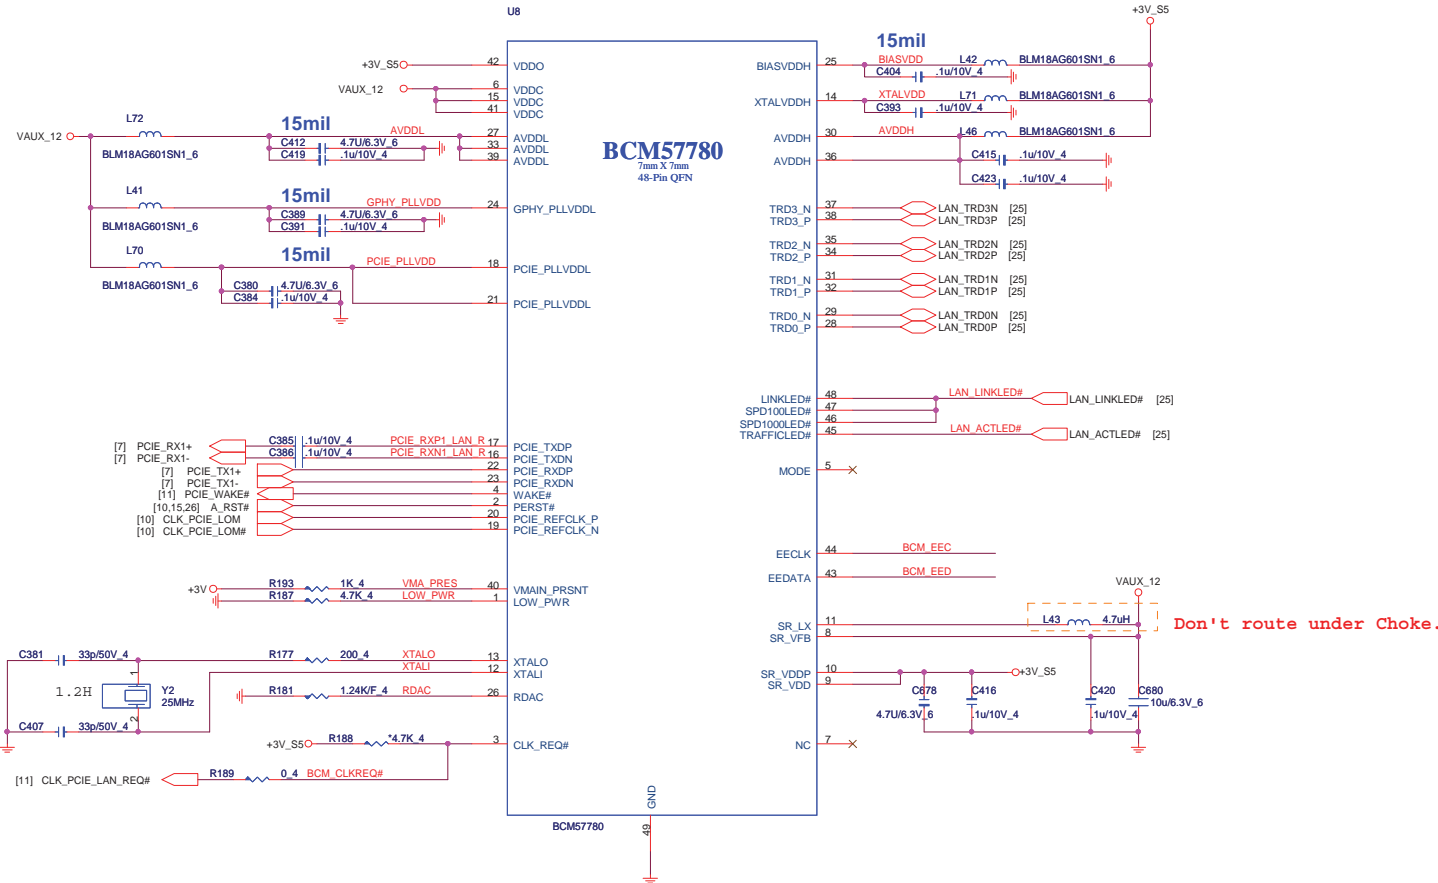 U8
+3V_S5
15mil
+3V_S5 42 VDDO
BIASVDDH 25 BIASVDD L42 BLM18AG601SN1_6
C404 .1u/10V_4
VAUX_12 6 VDDC
15 VDDC
41 VDDC
XTALVDDH 14 XTALVDD L71 BLM18AG601SN1_6
C393 .1u/10V_4
L72 15mil
VAUX_12 AVDDL 27 AVDDL
BLM18AG601SN1_6
C412 4.7U/6.3V_6 33 AVDDL
C419 .1u/10V_4 39 AVDDL
BCM57780
7mm X 7mm
48-Pin QFN
AVDDH 30 AVDDH L46 BLM18AG601SN1_6
AVDDH 36 C415 .1u/10V_4
C423 .1u/10V_4
L41 15mil
GPHY_PLLVDD 24 GPHY_PLLVDDL
BLM18AG601SN1_6
C389 4.7U/6.3V_6
C391 .1u/10V_4
TRD3_N 37 LAN_TRD3N [25]
TRD3_P 38 LAN_TRD3P [25]
TRD2_N 35 LAN_TRD2N [25]
TRD2_P 34 LAN_TRD2P [25]
L70 15mil
PCIE_PLLVDD 18 PCIE_PLLVDDL
BLM18AG601SN1_6
C380 4.7U/6.3V_6
C384 .1u/10V_4 21 PCIE_PLLVDDL
TRD1_N 31 LAN_TRD1N [25]
TRD1_P 32 LAN_TRD1P [25]
TRD0_N 29 LAN_TRD0N [25]
TRD0_P 28 LAN_TRD0P [25]
LINKLED# 48 LAN_LINKLED# LAN_LINKLED# [25]
SPD100LED# 47
SPD1000LED# 46
TRAFFICLED# 45 LAN_ACTLED# LAN_ACTLED# [25]
[7] PCIE_RX1+ C385 .1u/10V_4 PCIE_RXP1_LAN_R 17 PCIE_TXDP
[7] PCIE_RX1- C386 .1u/10V_4 PCIE_RXN1_LAN_R 16 PCIE_TXDN
[7] PCIE_TX1+ 22 PCIE_RXDP
[7] PCIE_TX1- 23 PCIE_RXDN
[11] PCIE_WAKE# 4 WAKE#
[10,15,26] A_RST# 2 PERST#
[10] CLK_PCIE_LOM 20 PCIE_REFCLK_P
[10] CLK_PCIE_LOM# 19 PCIE_REFCLK_N
MODE 5
EECLK 44 BCM_EEC
EEDATA 43 BCM_EED
+3V R193 1K_4 VMA_PRES 40 VMAIN_PRSNT
R187 4.7K_4 LOW_PWR 1 LOW_PWR
VAUX_12
SR_LX 11 L43 4.7uH Don't route under Choke.
SR_VFB 8
C381 33p/50V_4 R177 200_4 XTALO 13 XTALO
XTALI 12 XTALI
1.2H 1 Y2
25MHz
2
R181 1.24K/F_4 RDAC 26 RDAC
SR_VDDP 10 +3V_S5
SR_VDD 9
C678 C416 C420 C680
4.7U/6.3V_6 .1u/10V_4 .1u/10V_4 10u/6.3V_6
C407 33p/50V_4
+3V_S5 R188 *4.7K_4 3 CLK_REQ#
NC 7
[11] CLK_PCIE_LAN_REQ# R189 0_4 BCM_CLKREQ#
GND
49
BCM57780